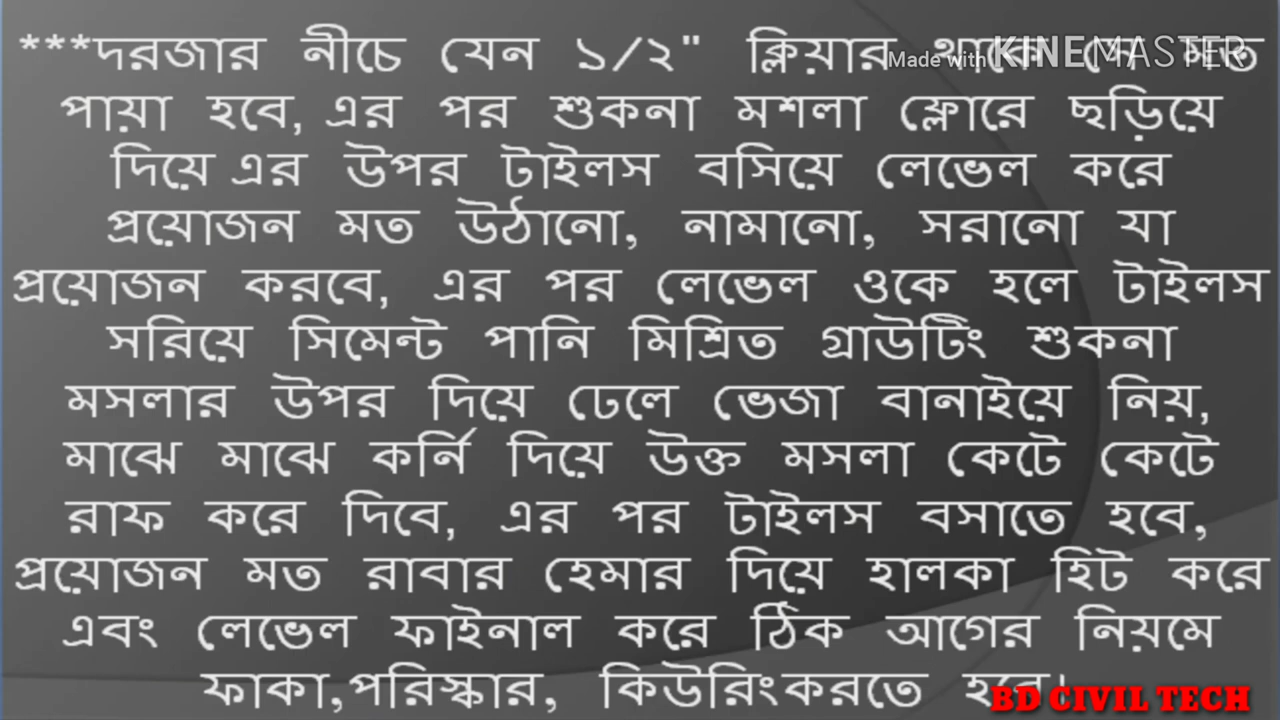 ***দরজার নীচে যেন ১/২" ক্লিয়ার থাকে সে মত
Made with KINEMASTER
পায়া হবে, এর পর শুকনা মশলা ফ্লোরে ছড়িয়ে
দিয়ে এর উপর টাইলস বসিয়ে লেভেল করে
প্রয়োজন মত উঠানো, নামানো, সরানো যা
প্রয়োজন করবে, এর পর লেভেল ওকে হলে টাইলস
সরিয়ে সিমেন্ট পানি মিশ্রিত গ্রাউটিং শুকনা
মসলার উপর দিয়ে ঢেলে ভেজা বানাইয়ে নিয়,
মাঝে মাঝে কর্নি দিয়ে উক্ত মসলা কেটে কেটে
রাফ করে দিবে, এর পর টাইলস বসাতে হবে,
প্রয়োজন মত রাবার হেমার দিয়ে হালকা হিট করে
এবং লেভেল ফাইনাল করে ঠিক আগের নিয়মে
ফাকা,পরিস্কার, কিউরিংকরতে হবে।
BD CIVIL TECH